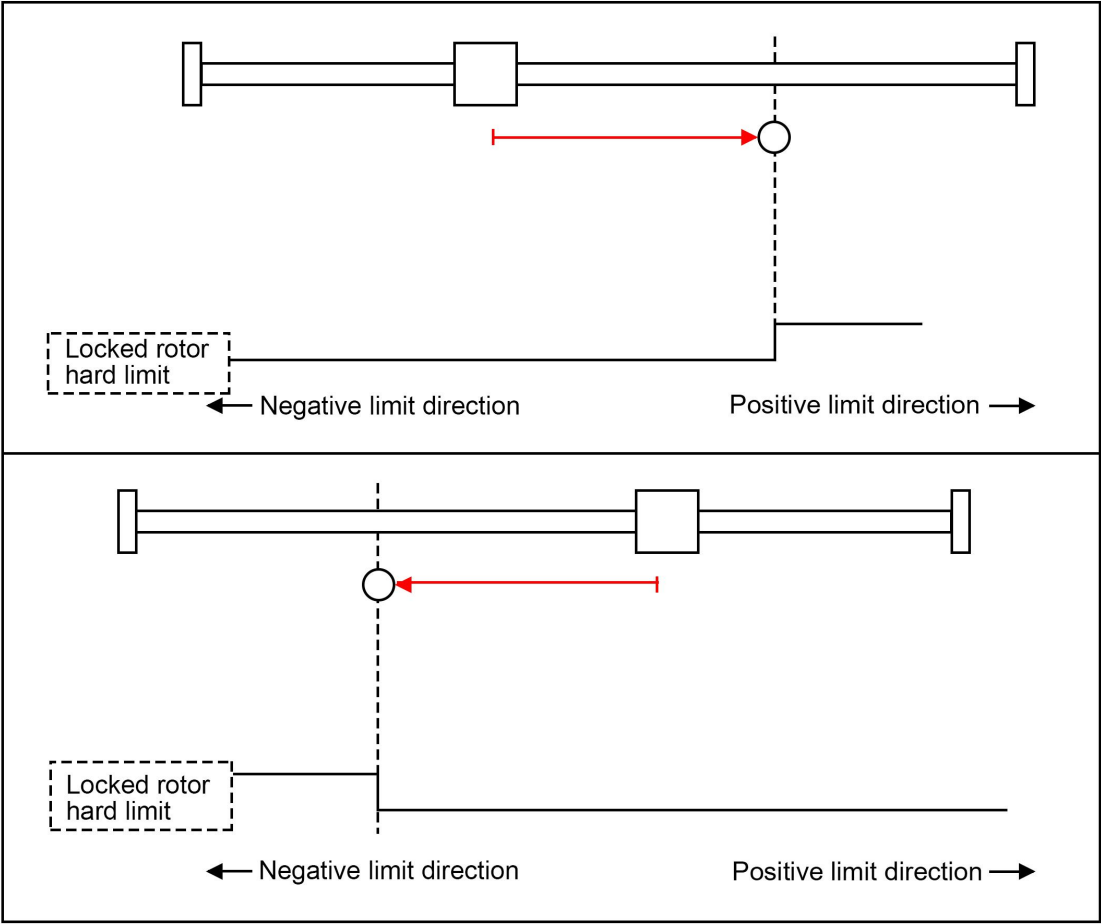 Locked rotor
hard limit
Negative limit direction
Positive limit direction
Locked rotor
hard limit
Negative limit direction
Positive limit direction